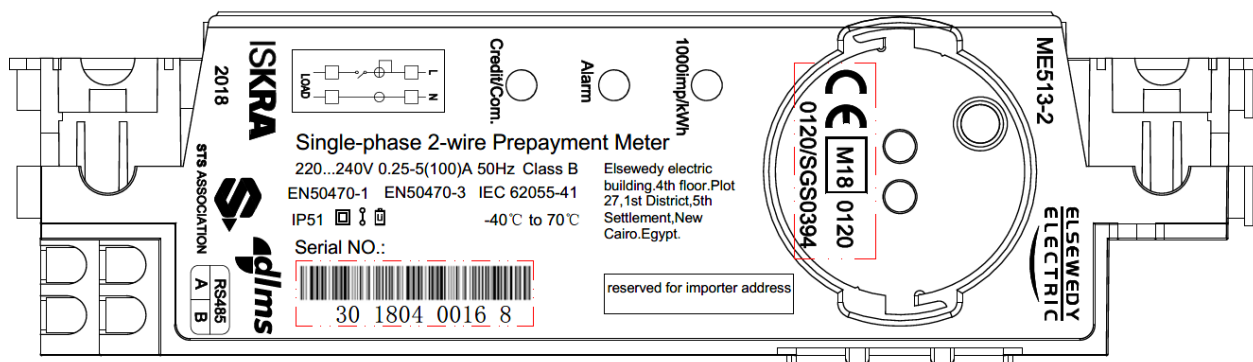 ISKRA
2018
LOAD
L
N
Credit/Com.
Alarm
1000imp/kWh
ME513-2
Single-phase 2-wire Prepayment Meter
220...240V 0.25-5(100)A 50Hz Class B
EN50470-1 EN50470-3 IEC 62055-41
IP51 -40℃ to 70℃
Serial NO.:
30 1804 0016 8
STS ASSOCIATION
dlms
RS485
A B
Elsewedy electric
building.4th floor.Plot
27,1st District,5th
Settlement,New
Cairo.Egypt.
reserved for importer address
CE M18 0120
0120/SGS0394
ELSEWEDY
ELECTRIC